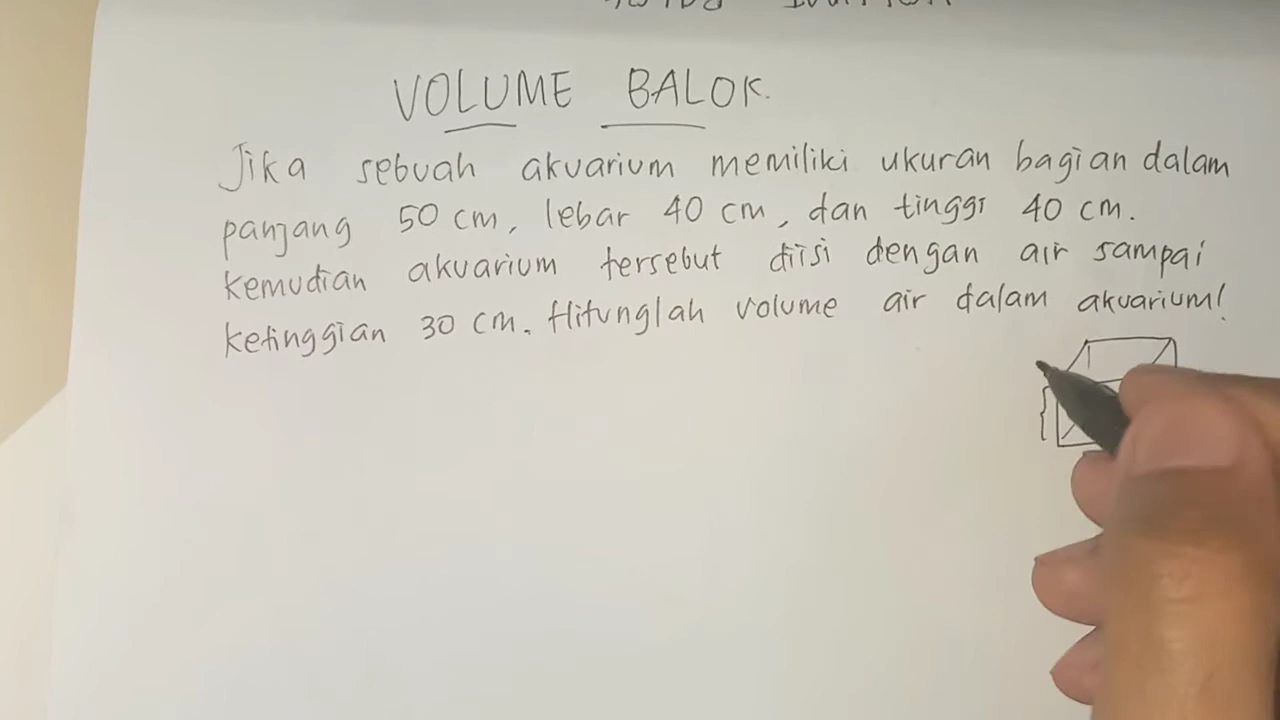 VOLUME BALOK.
Jika sebuah akuarium memiliki ukuran bagian dalam
panjang 50 cm, lebar 40 cm, dan tinggi 40 cm.
kemudian akuarium tersebut diisi dengan air sampai
ketinggian 30 cm. Hitunglah volume air dalam akuarium!